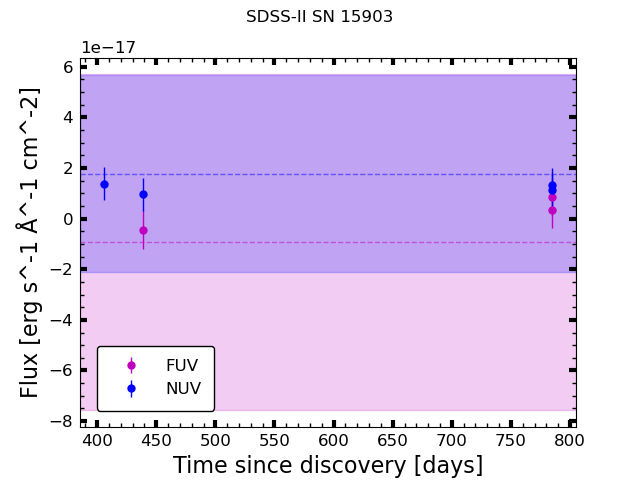 SDSS-II SN 15903
1e−17
6
4
2
0
−2
−4
−6
−8
Flux [erg s^-1 Å^-1 cm^-2]
FUV
NUV
400 450 500 550 600 650 700 750 800
Time since discovery [days]